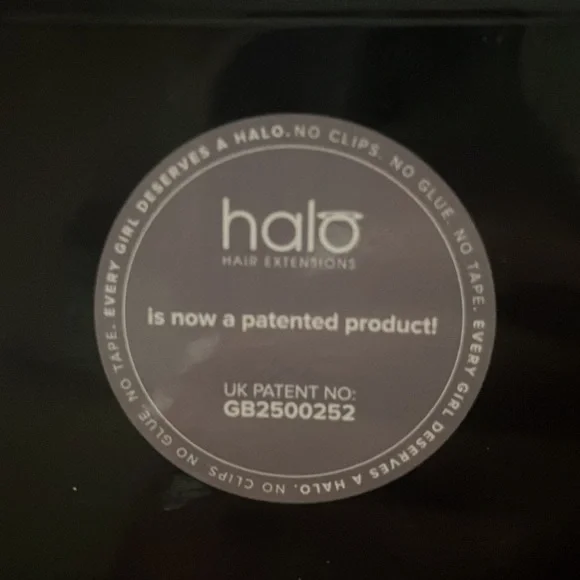 EVERY GIRL DESERVES A HALO. NO CLIPS. NO GLUE. NO TAPE. EVERY GIRL DESERVES A HALO. NO CLIPS. NO GLUE. NO TAPE.
halo
HAIR EXTENSIONS
is now a patented product!
UK PATENT NO:
GB2500252